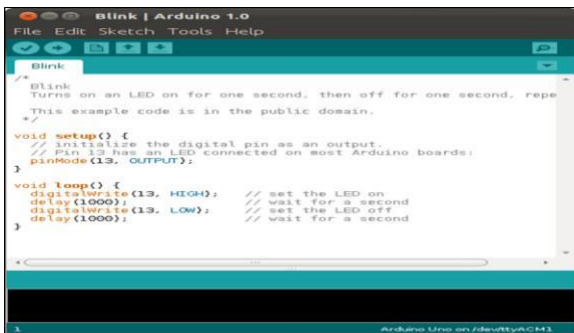 Blink | Arduino 1.0
File Edit Sketch Tools Help
Blink
/*
  Blink
  Turns on an LED on for one second, then off for one second, repe
  This example code is in the public domain.
 */
void setup() {
  // initialize the digital pin as an output.
  // Pin 13 has an LED connected on most Arduino boards:
  pinMode(13, OUTPUT);
}
void loop() {
  digitalWrite(13, HIGH);   // set the LED on
  delay(1000);              // wait for a second
  digitalWrite(13, LOW);    // set the LED off
  delay(1000);              // wait for a second
}
1 Arduino Uno on /dev/ttyACM1